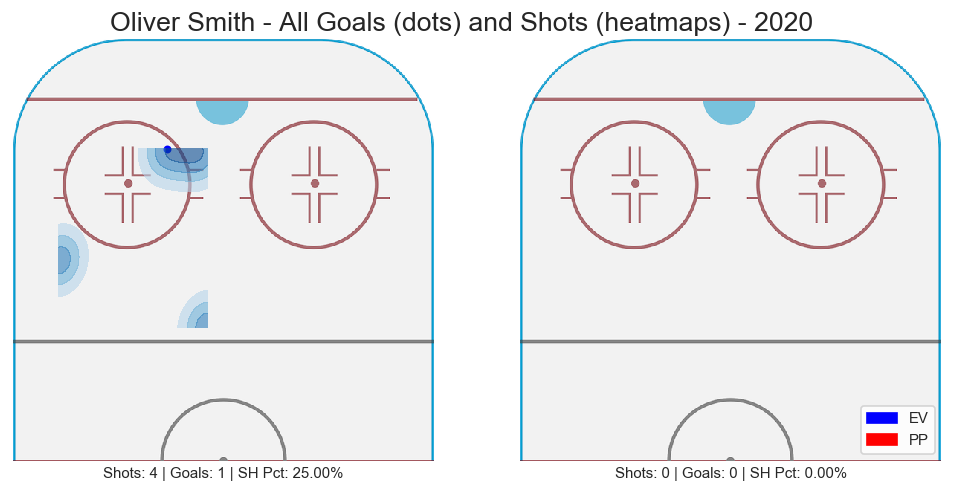 Oliver Smith - All Goals (dots) and Shots (heatmaps) - 2020
EV
PP
Shots: 4 | Goals: 1 | SH Pct: 25.00%
Shots: 0 | Goals: 0 | SH Pct: 0.00%